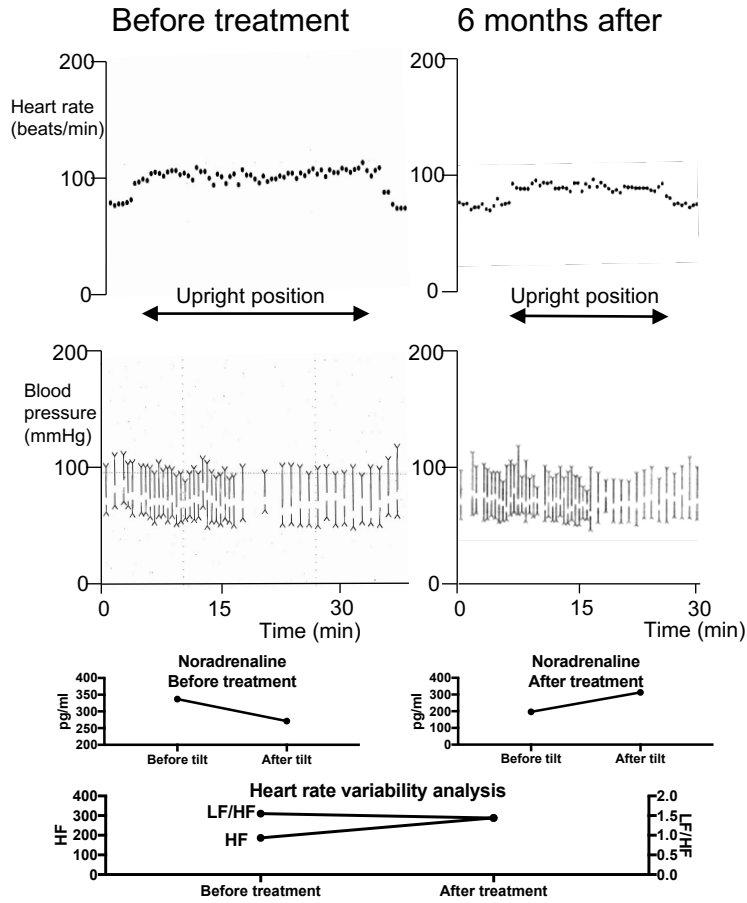 Before treatment
6 months after
200
Heart rate
(beats/min)
100
0
Upright position
200
100
0
Upright position
200
Blood
pressure
(mmHg)
100
0
0
15
30
Time (min)
200
100
0
0
15
30
Time (min)
Noradrenaline
Before treatment
pg/ml
400
350
300
250
200
Before tilt
After tilt
Noradrenaline
After treatment
pg/ml
400
300
200
100
0
Before tilt
After tilt
Heart rate variability analysis
HF
400
300
200
100
0
LF/HF
HF
2.0
1.5
1.0
0.5
0.0
LF/HF
Before treatment
After treatment